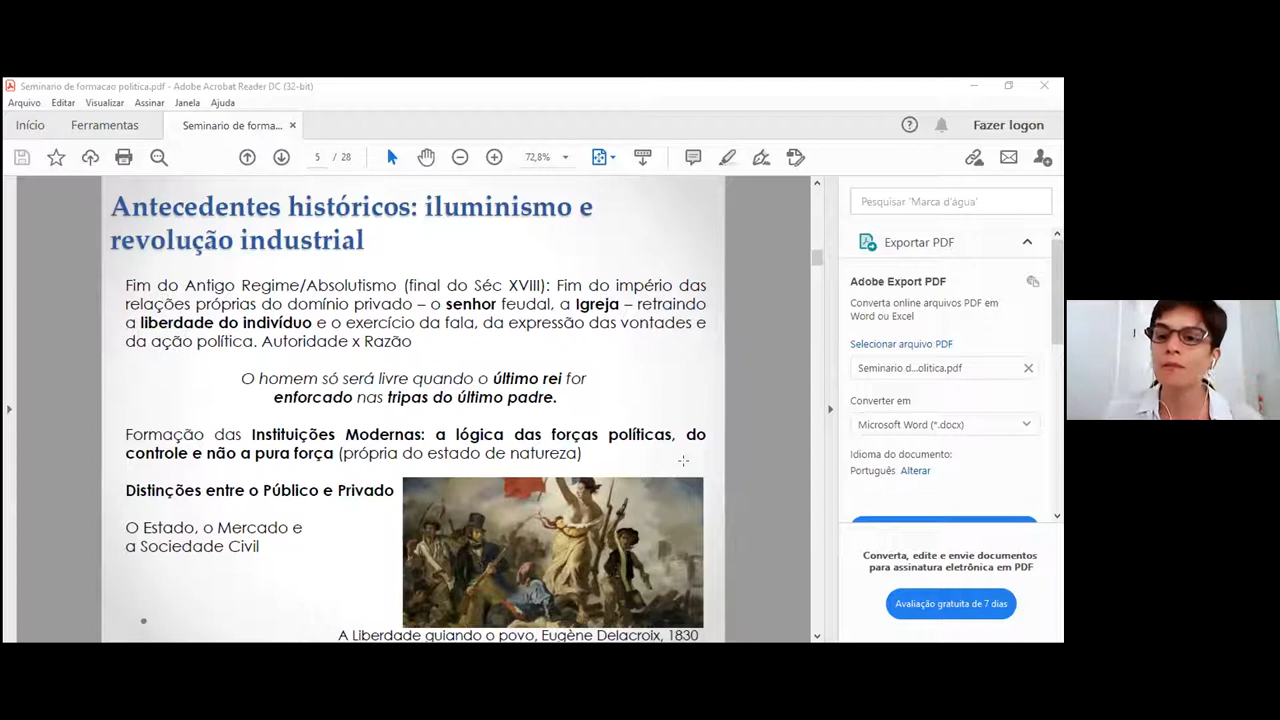 Seminario de formacao politica.pdf - Adobe Acrobat Reader DC (32-bit)
Arquivo Editar Visualizar Assinar Janela Ajuda
Início Ferramentas Seminario de forma... × Fazer logon
5 / 28 72,8%
Antecedentes históricos: iluminismo e
revolução industrial
Fim do Antigo Regime/Absolutismo (final do Séc XVIII): Fim do império das
relações próprias do domínio privado – o senhor feudal, a Igreja – retraindo
a liberdade do indivíduo e o exercício da fala, da expressão das vontades e
da ação política. Autoridade x Razão
O homem só será livre quando o último rei for
enforcado nas tripas do último padre.
Formação das Instituições Modernas: a lógica das forças políticas, do
controle e não a pura força (própria do estado de natureza)
Distinções entre o Público e Privado
O Estado, o Mercado e
a Sociedade Civil
A Liberdade guiando o povo, Eugène Delacroix, 1830
Pesquisar 'Marca d'água'
Exportar PDF
Adobe Export PDF
Converta online arquivos PDF em
Word ou Excel
Selecionar arquivo PDF
Seminario d...olitica.pdf
Converter em
Microsoft Word (*.docx)
Idioma do documento:
Português Alterar
Converta, edite e envie documentos
para assinatura eletrônica em PDF
Avaliação gratuita de 7 dias